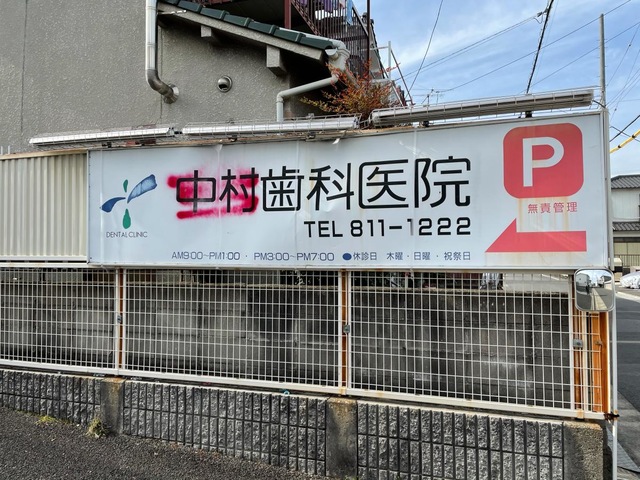 中村歯科医院
TEL 811-1222
DENTAL CLINIC
AM9:00〜PM1:00 ・ PM3:00〜PM7:00 ●休診日 木曜・日曜・祝祭日
P
無責管理